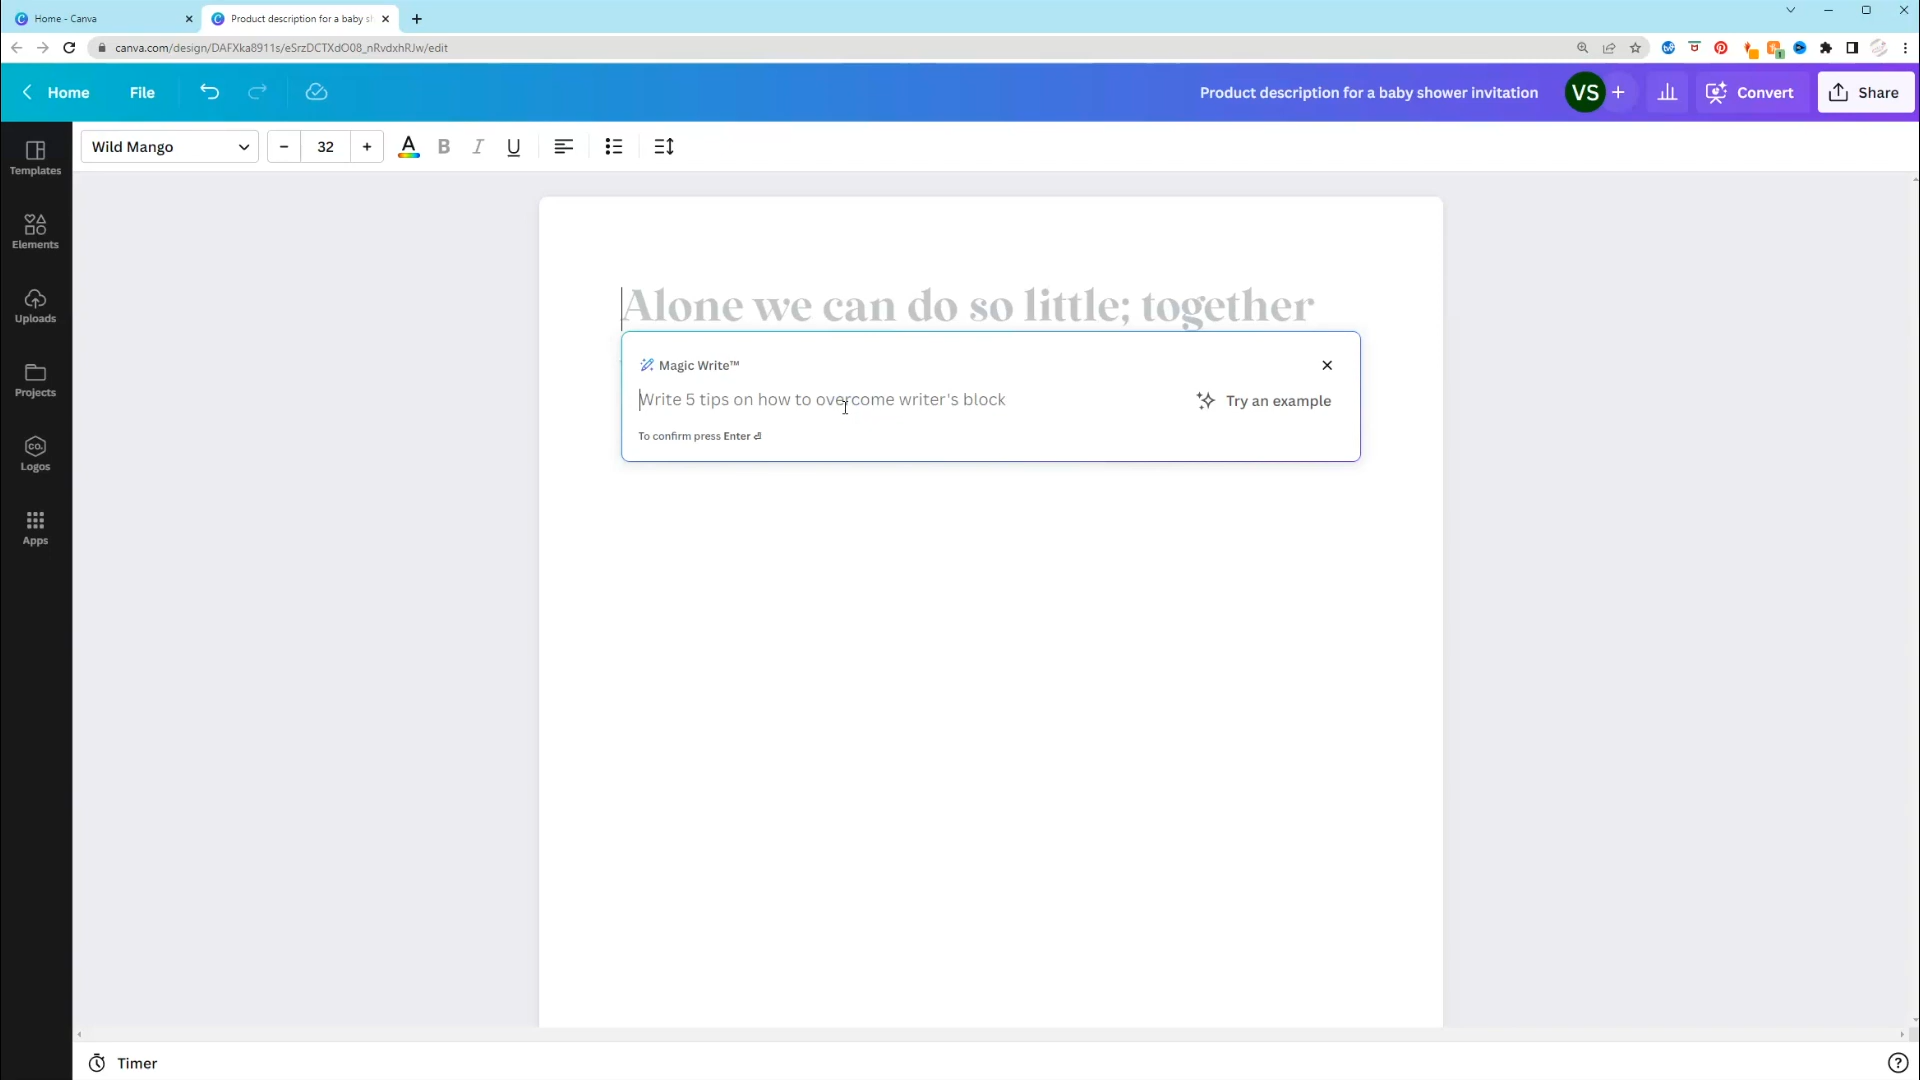 Home - Canva
Product description for a baby s
canva.com/design/DAFXka8911s/eSrzDCTXdO08_nRvdxhRJw/edit
Home
File
Product description for a baby shower invitation
VS
Convert
Share
Wild Mango
32
A
B
I
U
Templates
Elements
Uploads
Projects
CO.
Logos
Apps
Alone we can do so little; together
Magic Write™
Write 5 tips on how to overcome writer's block
Try an example
To confirm press Enter ⏎
Timer
?